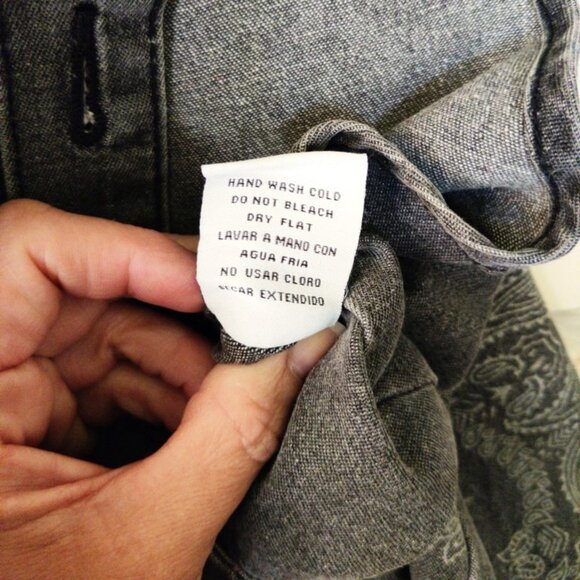 HAND WASH COLD
DO NOT BLEACH
DRY FLAT
LAVAR A MANO CON
AGUA FRIA
NO USAR CLORO
SECAR EXTENDIDO